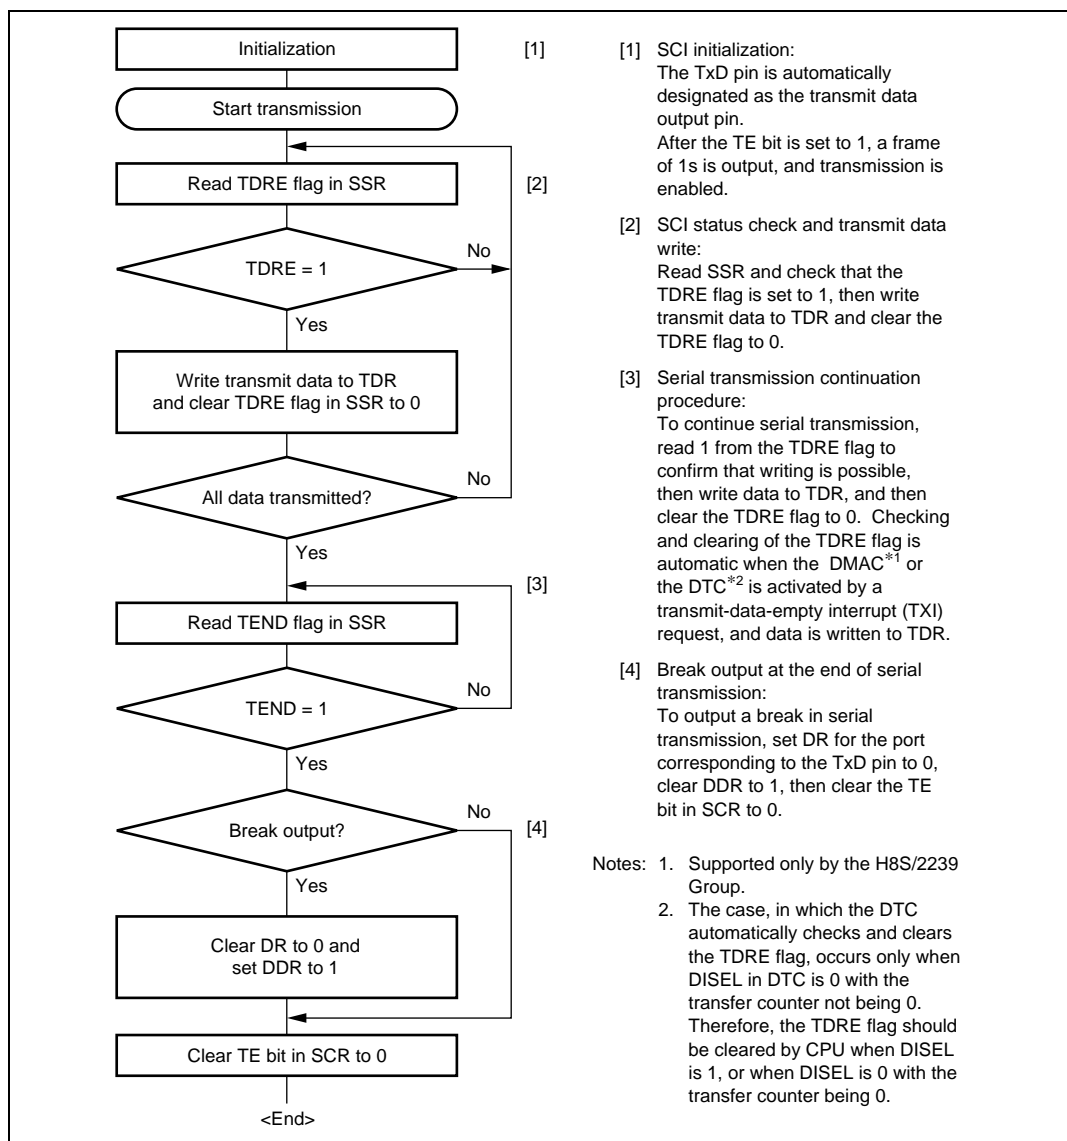 Initialization
[1]
Start transmission
Read TDRE flag in SSR
[2]
No
TDRE = 1
Yes
Write transmit data to TDR
and clear TDRE flag in SSR to 0
No
All data transmitted?
Yes
[3]
Read TEND flag in SSR
No
TEND = 1
Yes
No
Break output?
[4]
Yes
Clear DR to 0 and
set DDR to 1
Clear TE bit in SCR to 0
<End>
[1] SCI initialization:
The TxD pin is automatically
designated as the transmit data
output pin.
After the TE bit is set to 1, a frame
of 1s is output, and transmission is
enabled.
[2] SCI status check and transmit data
write:
Read SSR and check that the
TDRE flag is set to 1, then write
transmit data to TDR and clear the
TDRE flag to 0.
[3] Serial transmission continuation
procedure:
To continue serial transmission,
read 1 from the TDRE flag to
confirm that writing is possible,
then write data to TDR, and then
clear the TDRE flag to 0. Checking
and clearing of the TDRE flag is
automatic when the DMAC*1 or
the DTC*2 is activated by a
transmit-data-empty interrupt (TXI)
request, and data is written to TDR.
[4] Break output at the end of serial
transmission:
To output a break in serial
transmission, set DR for the port
corresponding to the TxD pin to 0,
clear DDR to 1, then clear the TE
bit in SCR to 0.
Notes: 1. Supported only by the H8S/2239
Group.
2. The case, in which the DTC
automatically checks and clears
the TDRE flag, occurs only when
DISEL in DTC is 0 with the
transfer counter not being 0.
Therefore, the TDRE flag should
be cleared by CPU when DISEL
is 1, or when DISEL is 0 with the
transfer counter being 0.